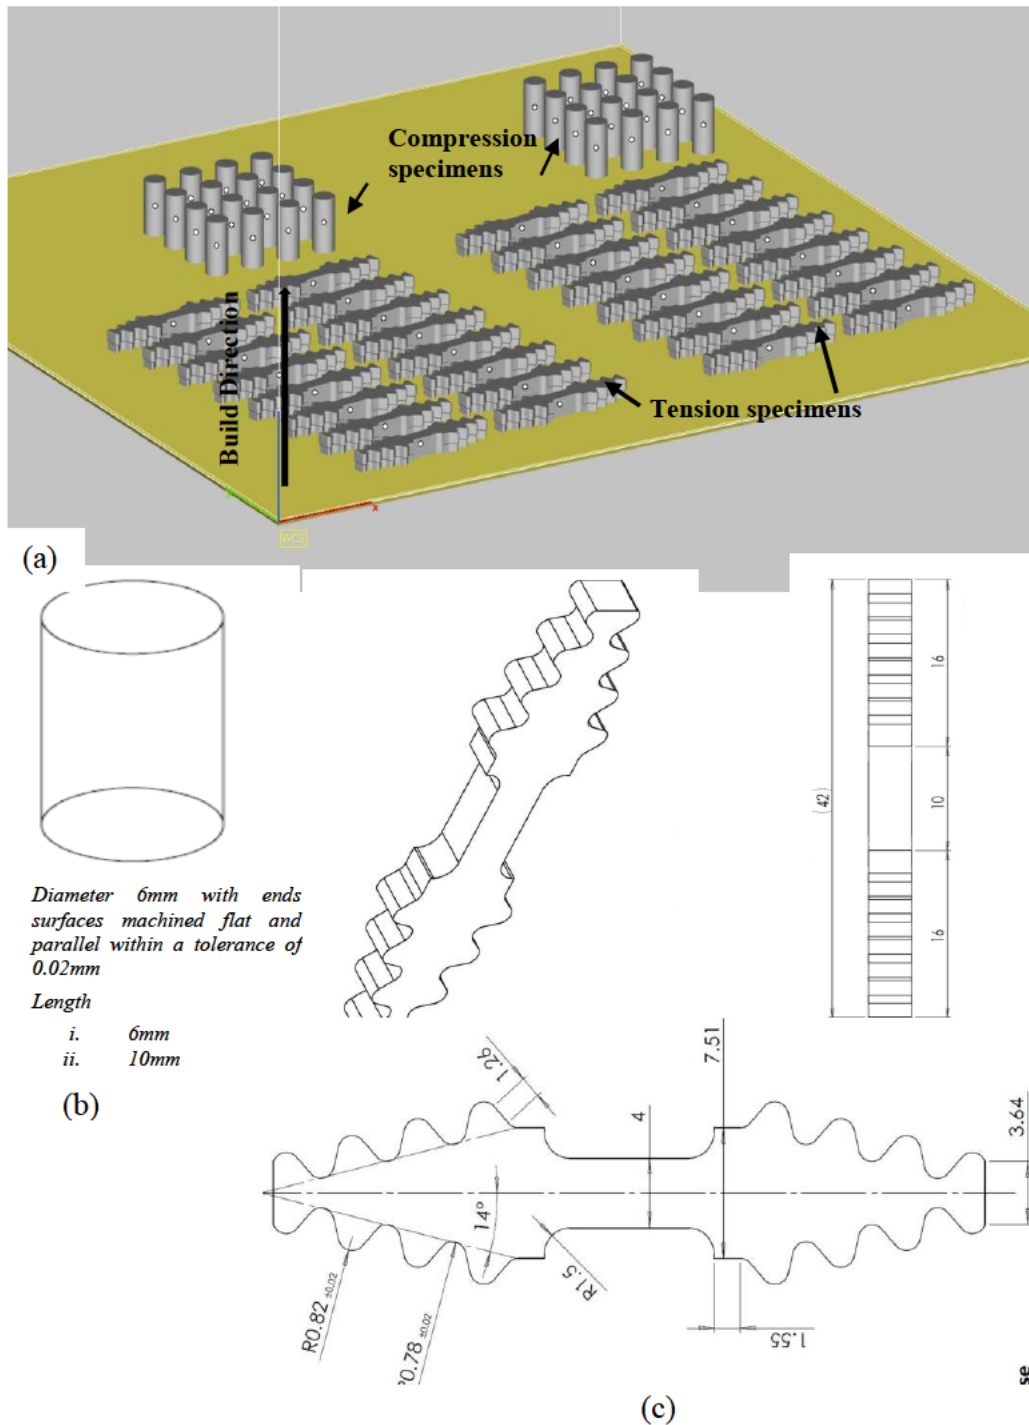 Compression
specimens
Build Direction
Tension specimens
y
x
WCS
(a)
Diameter 6mm with ends
surfaces machined flat and
parallel within a tolerance of
0.02mm
Length
i. 6mm
ii. 10mm
(b)
(42)
16
10
16
1.26
4
7.51
3.64
14°
R1.5
R0.82 ±0.02
R0.78 ±0.02
1.55
se
(c)